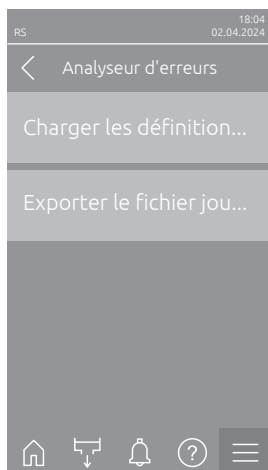 18:04
RS 02.04.2024
Analyseur d'erreurs
Charger les définition...
Exporter le fichier jou...
?